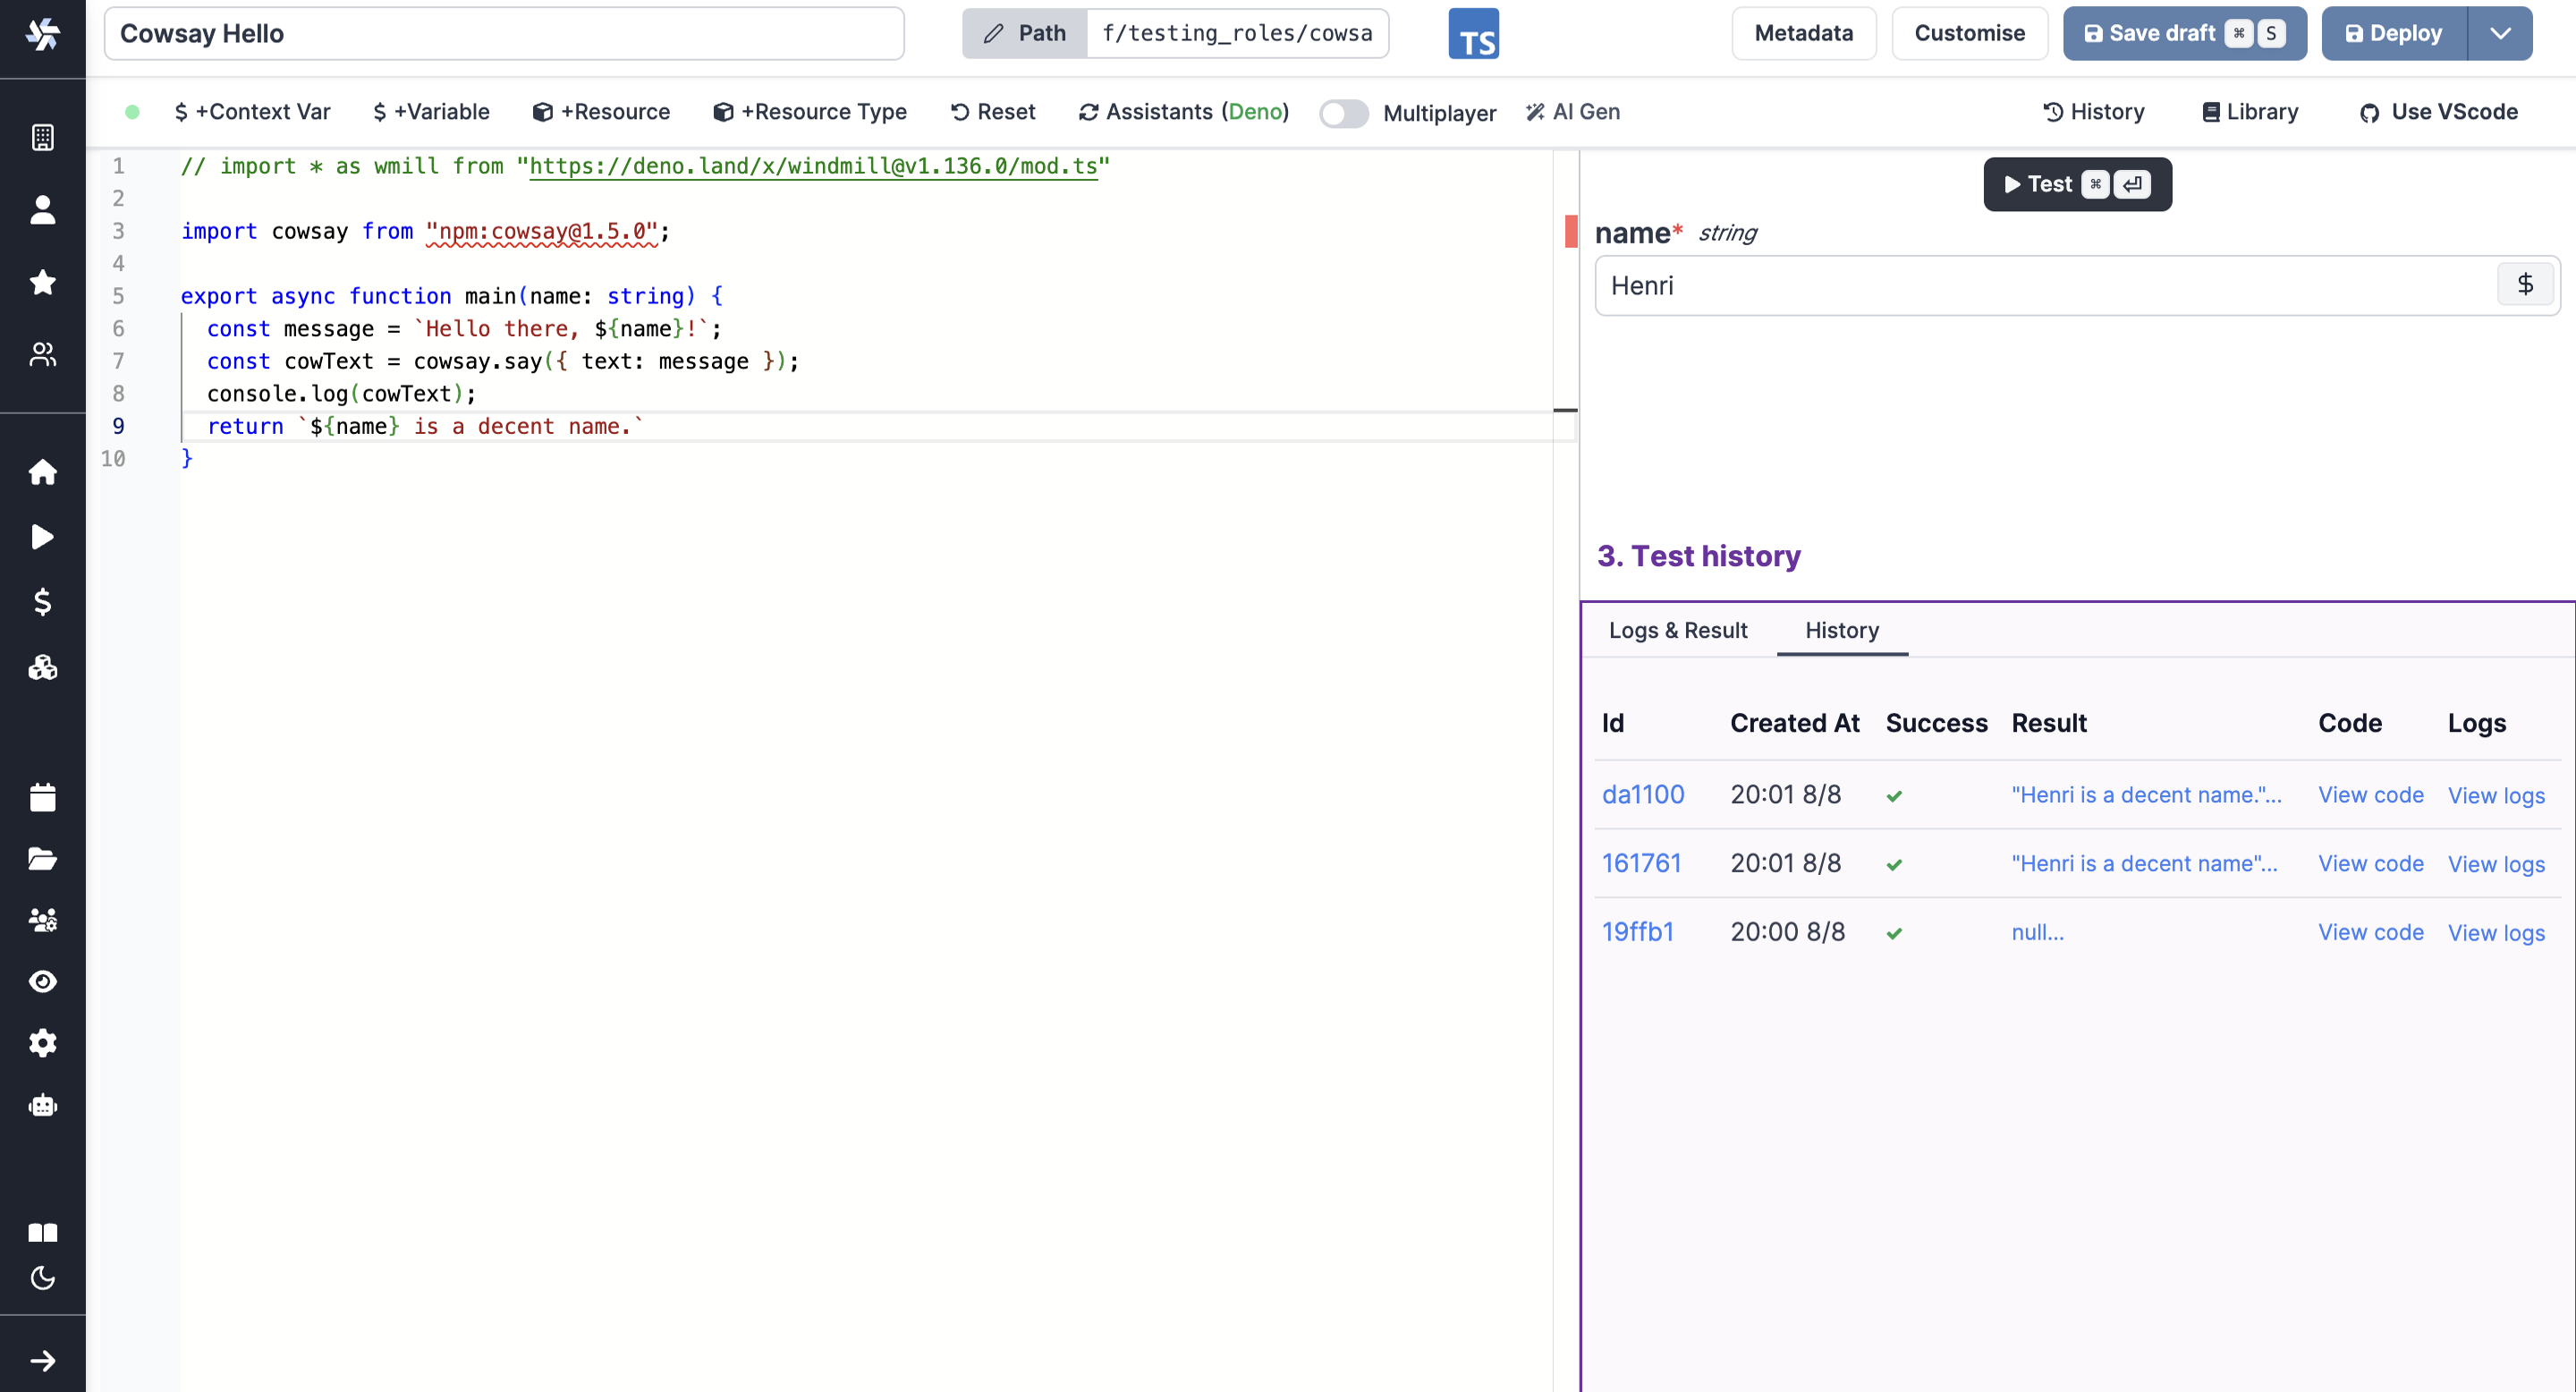 Cowsay Hello
Path f/testing_roles/cowsa
TS
Metadata Customise Save draft ⌘ S Deploy
$ +Context Var $ +Variable +Resource +Resource Type Reset Assistants (Deno) Multiplayer AI Gen History Library Use VScode
1 // import * as wmill from "https://deno.land/x/windmill@v1.136.0/mod.ts"
2
3 import cowsay from "npm:cowsay@1.5.0";
4
5 export async function main(name: string) {
6 const message = `Hello there, ${name}!`;
7 const cowText = cowsay.say({ text: message });
8 console.log(cowText);
9 return `${name} is a decent name.`
10 }
Test ⌘
name* string
Henri $
3. Test history
Logs & Result History
Id Created At Success Result Code Logs
da1100 20:01 8/8 "Henri is a decent name."... View code View logs
161761 20:01 8/8 "Henri is a decent name"... View code View logs
19ffb1 20:00 8/8 null... View code View logs